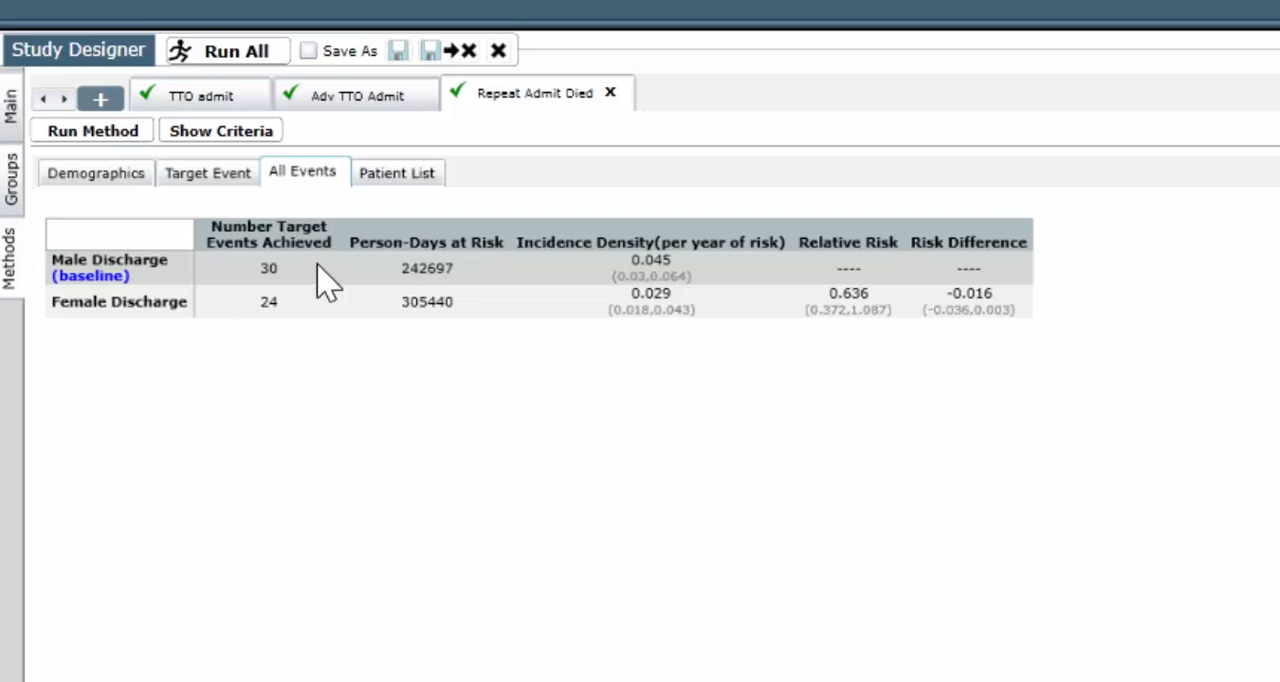 Study Designer Run All Save As
Main
Groups
Methods
+ TTO admit Adv TTO Admit Repeat Admit Died x
Run Method Show Criteria
Demographics Target Event All Events Patient List
Number Target
Events Achieved Person-Days at Risk Incidence Density(per year of risk) Relative Risk Risk Difference
Male Discharge
(baseline) 30 242697 0.045 ---- ----
(0.03,0.064)
Female Discharge 24 305440 0.029 0.636 -0.016
(0.018,0.043) (0.372,1.087) (-0.036,0.003)